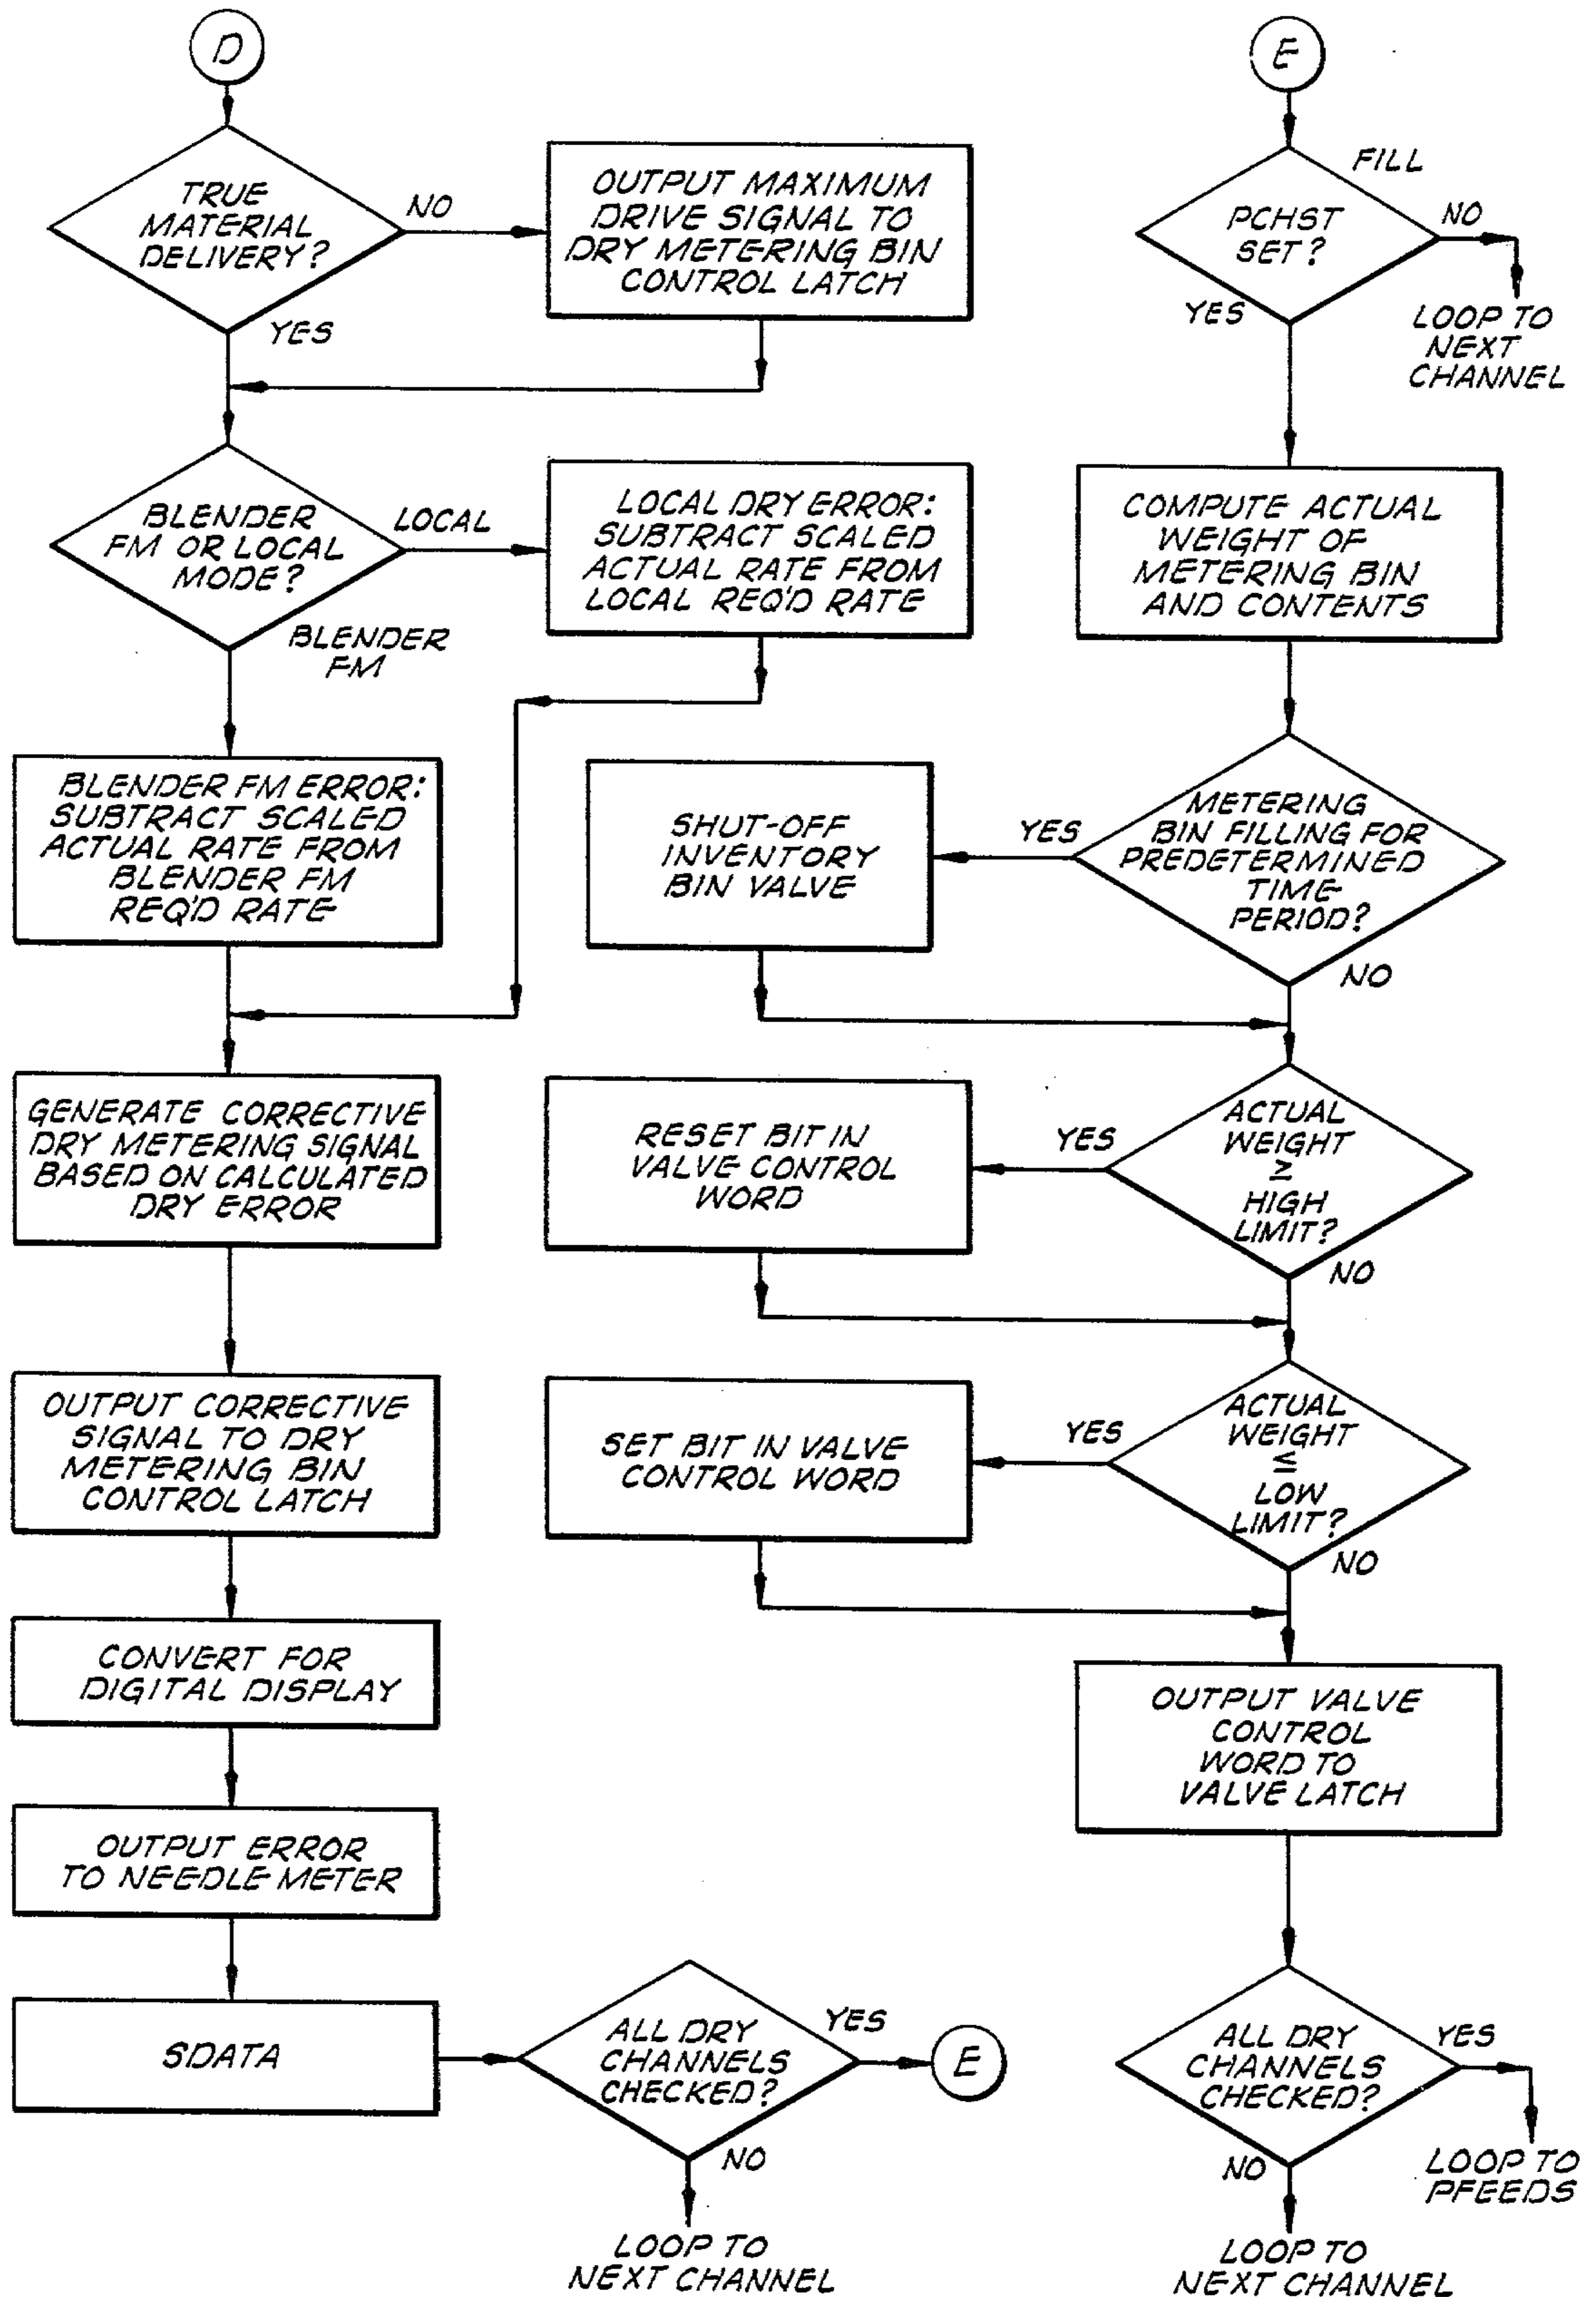 D
TRUE
MATERIAL
DELIVERY?
NO
YES
OUTPUT MAXIMUM
DRIVE SIGNAL TO
DRY METERING BIN
CONTROL LATCH
BLENDER
FM OR LOCAL
MODE?
LOCAL
BLENDER
FM
LOCAL DRY ERROR:
SUBTRACT SCALED
ACTUAL RATE FROM
LOCAL REQ'D RATE
BLENDER FM ERROR:
SUBTRACT SCALED
ACTUAL RATE FROM
BLENDER FM
REQ'D RATE
GENERATE CORRECTIVE
DRY METERING SIGNAL
BASED ON CALCULATED
DRY ERROR
OUTPUT CORRECTIVE
SIGNAL TO DRY
METERING BIN
CONTROL LATCH
CONVERT FOR
DIGITAL DISPLAY
OUTPUT ERROR
TO NEEDLE METER
SDATA
ALL DRY
CHANNELS
CHECKED?
YES
E
NO
LOOP TO
NEXT CHANNEL
E
FILL
PCHST
SET?
NO
LOOP TO
NEXT
CHANNEL
YES
COMPUTE ACTUAL
WEIGHT OF
METERING BIN
AND CONTENTS
METERING
BIN FILLING FOR
PREDETERMINED
TIME
PERIOD?
YES
SHUT-OFF
INVENTORY
BIN VALVE
NO
ACTUAL
WEIGHT
≥
HIGH
LIMIT?
YES
RESET BIT IN
VALVE CONTROL
WORD
NO
ACTUAL
WEIGHT
≤
LOW
LIMIT?
YES
SET BIT IN VALVE
CONTROL WORD
NO
OUTPUT VALVE
CONTROL
WORD TO
VALVE LATCH
ALL DRY
CHANNELS
CHECKED?
YES
LOOP TO
PFEEDS
NO
LOOP TO
NEXT CHANNEL